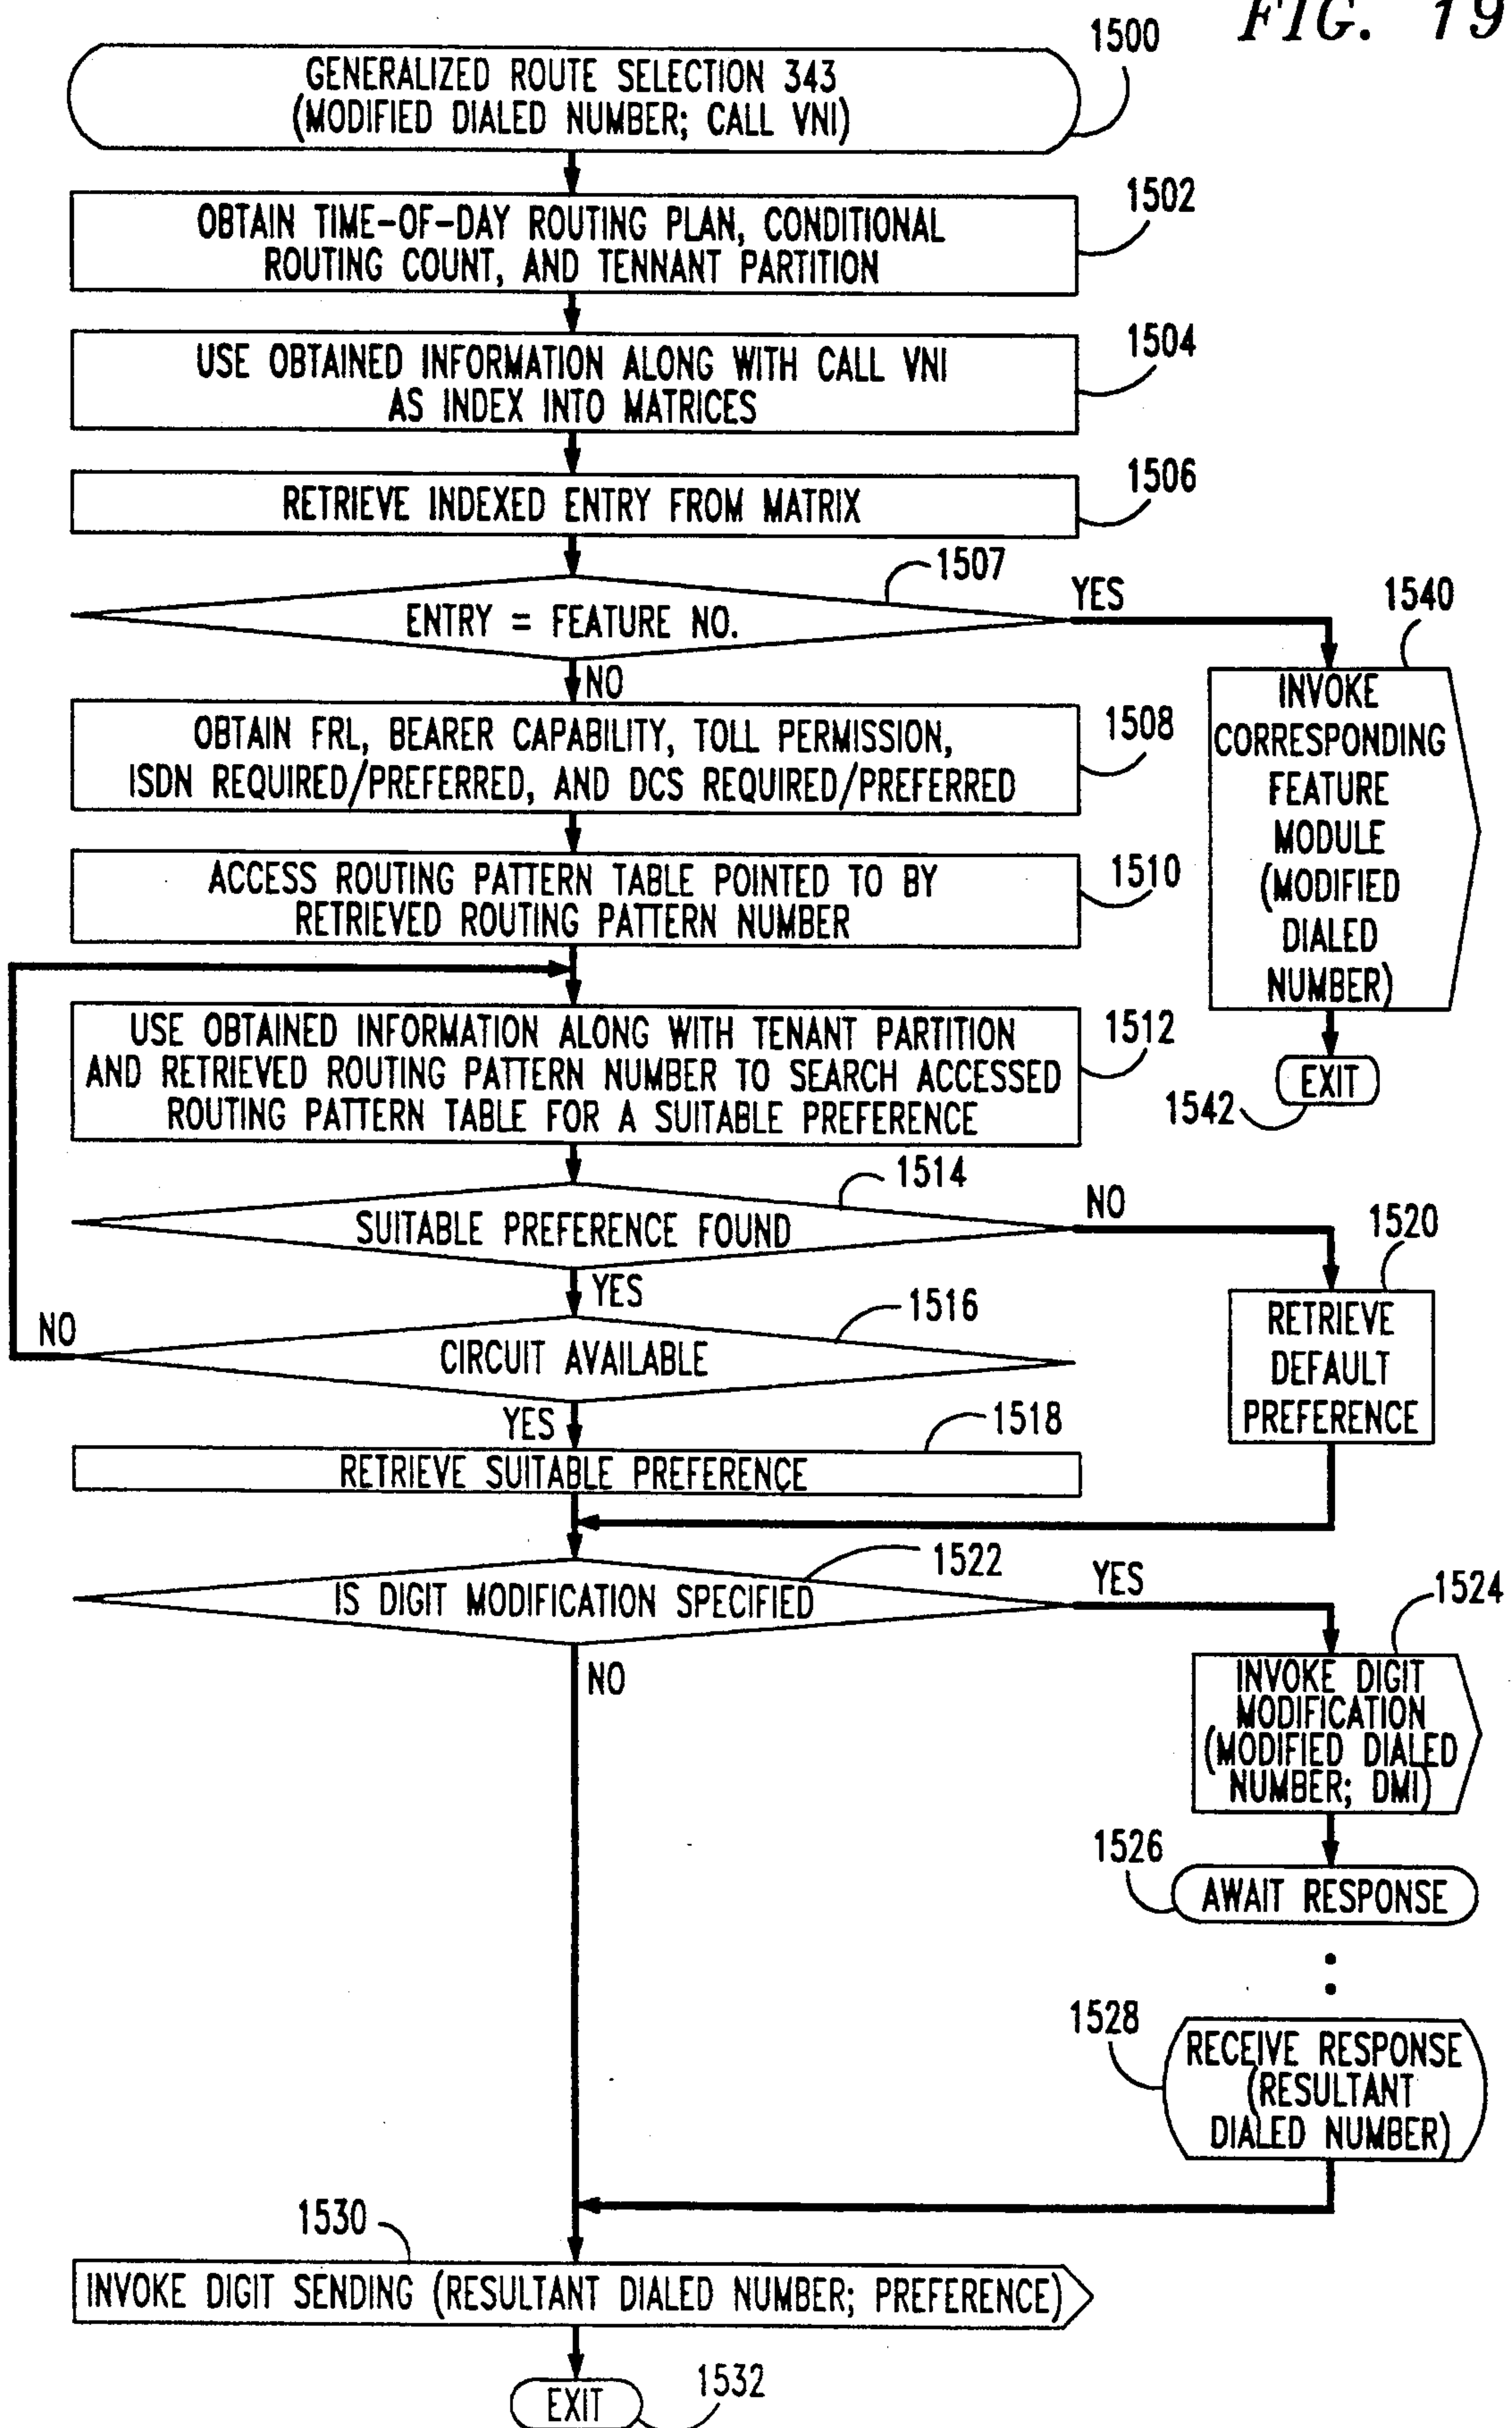 FIG. 19
1500
GENERALIZED ROUTE SELECTION 343
(MODIFIED DIALED NUMBER; CALL VNI)
1502
OBTAIN TIME-OF-DAY ROUTING PLAN, CONDITIONAL
ROUTING COUNT, AND TENNANT PARTITION
1504
USE OBTAINED INFORMATION ALONG WITH CALL VNI
AS INDEX INTO MATRICES
1506
RETRIEVE INDEXED ENTRY FROM MATRIX
1507
ENTRY = FEATURE NO.
YES
NO
1540
INVOKE
CORRESPONDING
FEATURE
MODULE
(MODIFIED
DIALED
NUMBER)
EXIT
1542
1508
OBTAIN FRL, BEARER CAPABILITY, TOLL PERMISSION,
ISDN REQUIRED/PREFERRED, AND DCS REQUIRED/PREFERRED
1510
ACCESS ROUTING PATTERN TABLE POINTED TO BY
RETRIEVED ROUTING PATTERN NUMBER
1512
USE OBTAINED INFORMATION ALONG WITH TENANT PARTITION
AND RETRIEVED ROUTING PATTERN NUMBER TO SEARCH ACCESSED
ROUTING PATTERN TABLE FOR A SUITABLE PREFERENCE
1514
SUITABLE PREFERENCE FOUND
NO
YES
1520
RETRIEVE
DEFAULT
PREFERENCE
1516
NO
CIRCUIT AVAILABLE
YES
1518
RETRIEVE SUITABLE PREFERENCE
1522
IS DIGIT MODIFICATION SPECIFIED
YES
NO
1524
INVOKE DIGIT
MODIFICATION
(MODIFIED DIALED
NUMBER; DMI)
1526
AWAIT RESPONSE
1528
RECEIVE RESPONSE
(RESULTANT
DIALED NUMBER)
1530
INVOKE DIGIT SENDING (RESULTANT DIALED NUMBER; PREFERENCE)
EXIT
1532